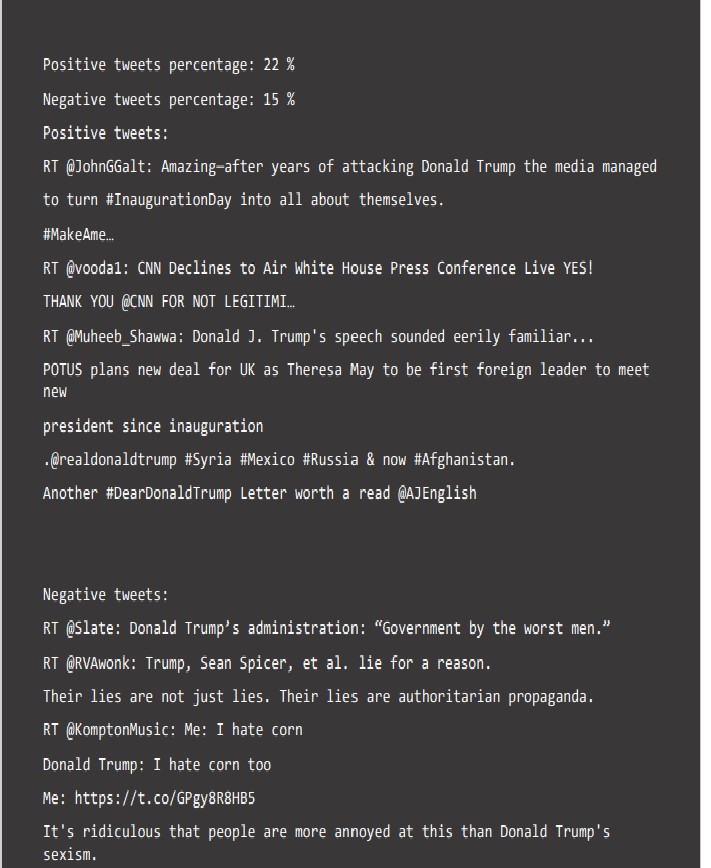 Positive tweets percentage: 22 %
Negative tweets percentage: 15 %
Positive tweets:
RT @JohnGGalt: Amazing—after years of attacking Donald Trump the media managed
to turn #InaugurationDay into all about themselves.
#MakeAme…
RT @vooda1: CNN Declines to Air White House Press Conference Live YES!
THANK YOU @CNN FOR NOT LEGITIMI…
RT @Muheeb_Shawwa: Donald J. Trump's speech sounded eerily familiar...
POTUS plans new deal for UK as Theresa May to be first foreign leader to meet
new
president since inauguration
.@realdonaldtrump #Syria #Mexico #Russia & now #Afghanistan.
Another #DearDonaldTrump Letter worth a read @AJEnglish
Negative tweets:
RT @Slate: Donald Trump’s administration: “Government by the worst men.”
RT @RVAwonk: Trump, Sean Spicer, et al. lie for a reason.
Their lies are not just lies. Their lies are authoritarian propaganda.
RT @KomptonMusic: Me: I hate corn
Donald Trump: I hate corn too
Me: https://t.co/GPgy8R8HB5
It's ridiculous that people are more annoyed at this than Donald Trump's
sexism.